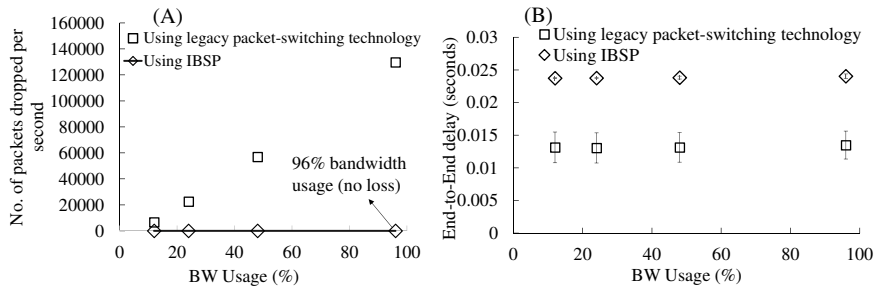 (A)
No. of packets dropped per
second
160000
140000
120000
100000
80000
60000
40000
20000
0
Using legacy packet-switching technology
Using IBSP
96% bandwidth
usage (no loss)
0
20
40
60
80
100
BW Usage (%)
(B)
End-to-End delay (seconds)
0.03
0.025
0.02
0.015
0.01
0.005
0
Using legacy packet-switching technology
Using IBSP
0
20
40
60
80
100
BW Usage (%)